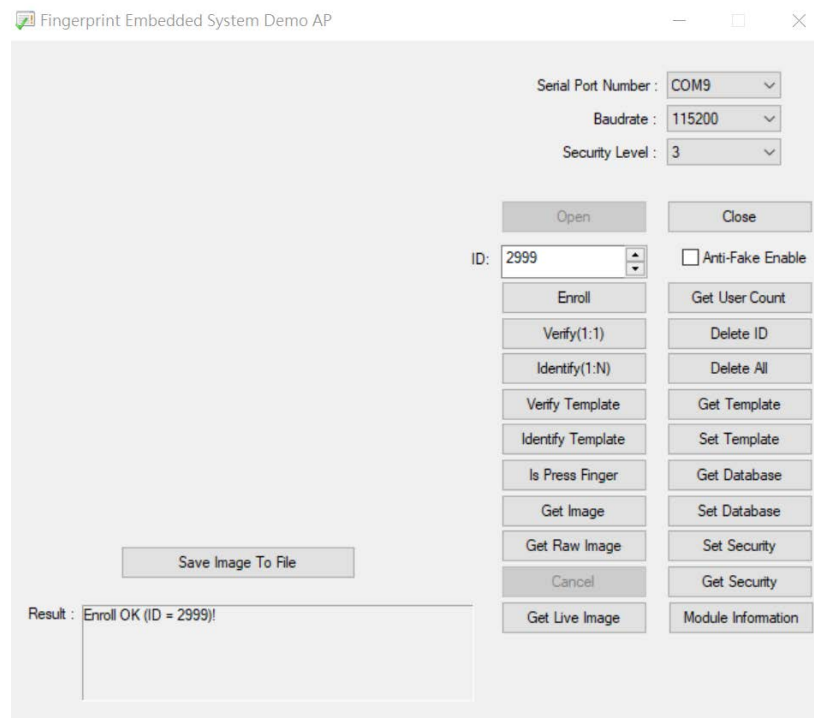 Fingerprint Embedded System Demo AP
Serial Port Number : COM9
Baudrate : 115200
Security Level : 3
Open Close
ID: 2999 Anti-Fake Enable
Enroll Get User Count
Verify(1:1) Delete ID
Identify(1:N) Delete All
Verify Template Get Template
Identify Template Set Template
Is Press Finger Get Database
Get Image Set Database
Get Raw Image Set Security
Save Image To File
Cancel Get Security
Result : Enroll OK (ID = 2999)!
Get Live Image Module Information